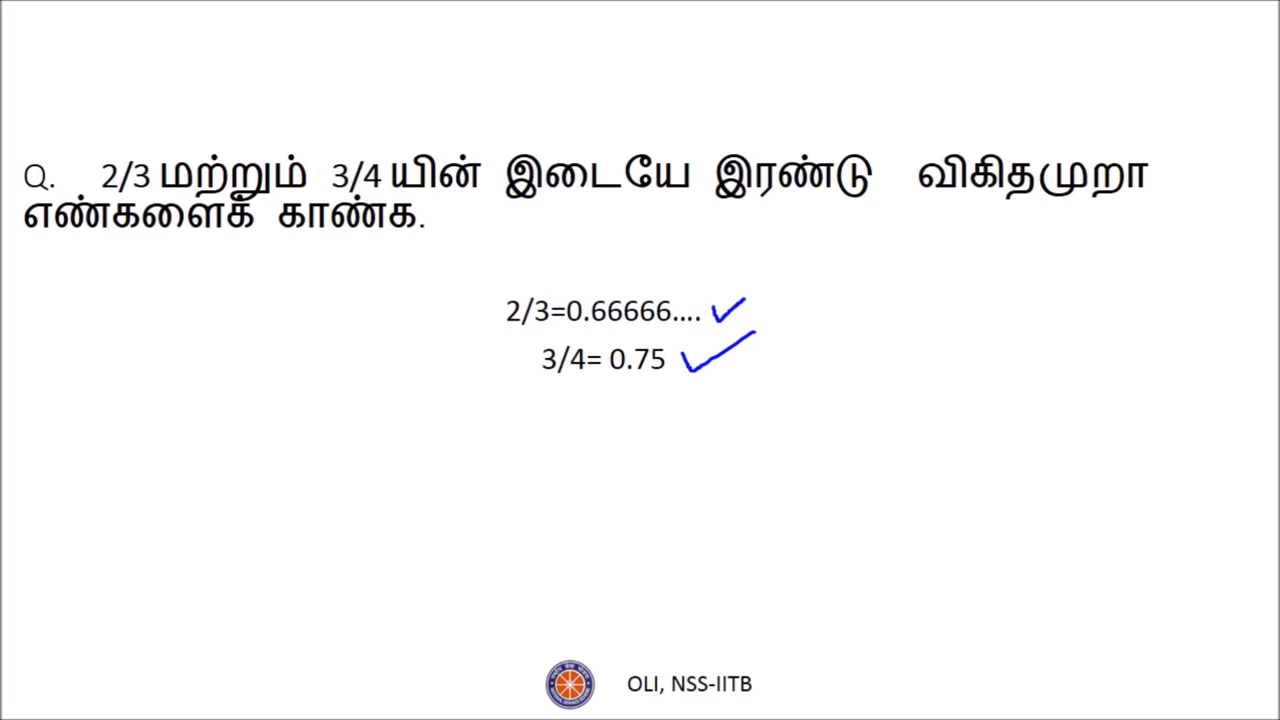 Q. 2/3 மற்றும் 3/4 யின் இடையே இரண்டு விகிதமுறா
எண்களைக் காண்க.
2/3=0.66666....
3/4= 0.75
OLI, NSS-IITB